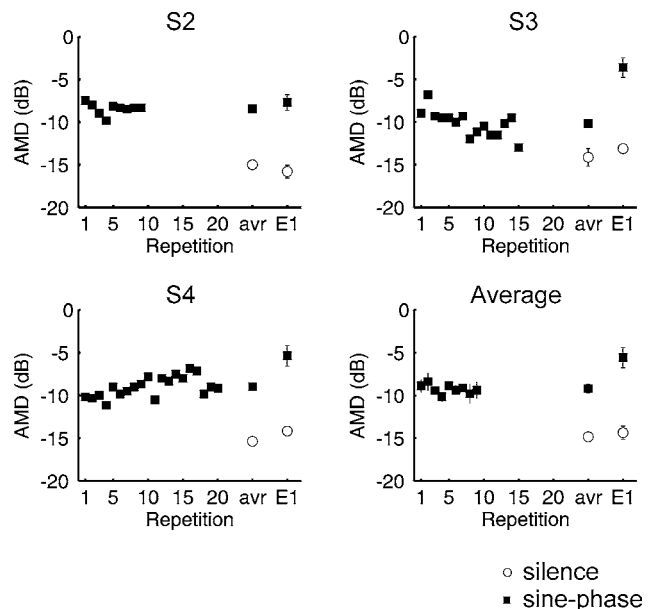 S2
0
-5
-10
-15
-20
AMD (dB)
1 5 10 15 20 avr E1
Repetition
S3
0
-5
-10
-15
-20
AMD (dB)
1 5 10 15 20 avr E1
Repetition
S4
0
-5
-10
-15
-20
AMD (dB)
1 5 10 15 20 avr E1
Repetition
Average
0
-5
-10
-15
-20
AMD (dB)
1 5 10 15 20 avr E1
Repetition
silence
sine-phase